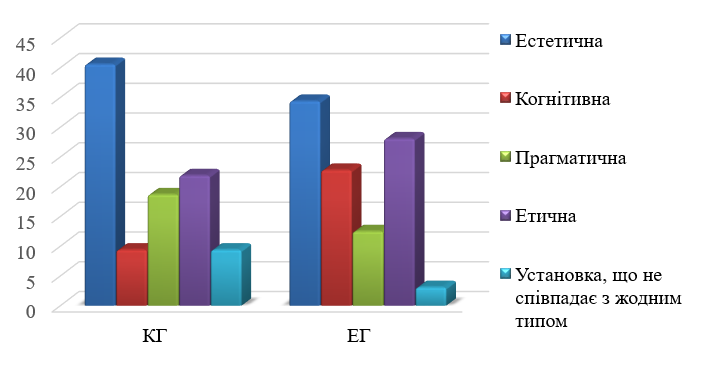 45
40
35
30
25
20
15
10
5
0
КГ
ЕГ
Естетична
Когнітивна
Прагматична
Етична
Установка, що не
співпадає з жодним
типом